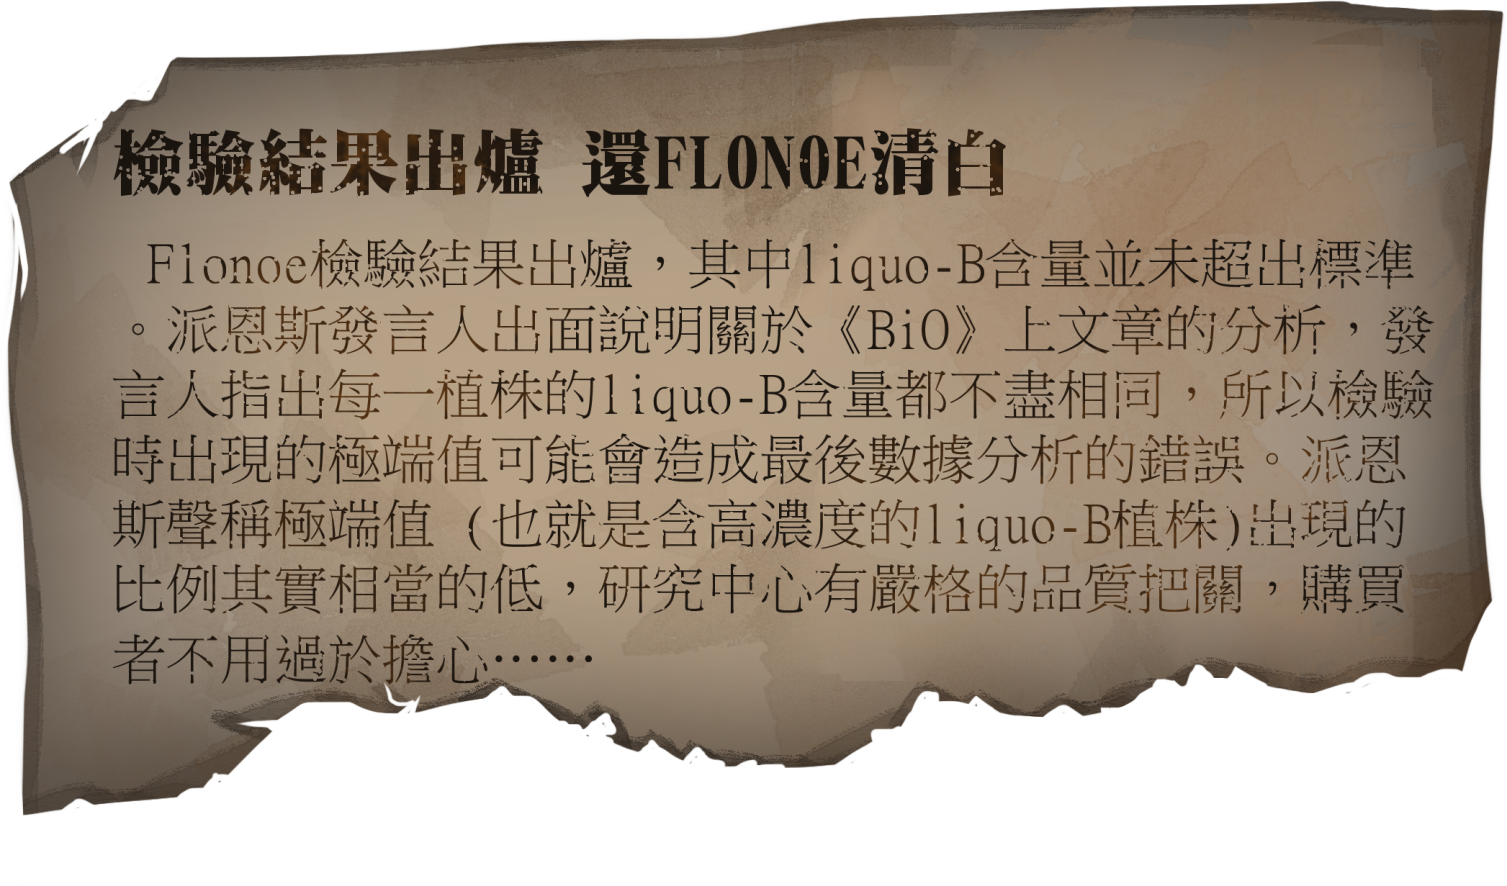 檢驗結果出爐 還FLONOE清白
Flonoe檢驗結果出爐，其中liquo-B含量並未超出標準
。派恩斯發言人出面說明關於《BiO》上文章的分析，發
言人指出每一植株的liquo-B含量都不盡相同，所以檢驗
時出現的極端值可能會造成最後數據分析的錯誤。派恩
斯聲稱極端值 (也就是含高濃度的liquo-B植株)出現的
比例其實相當的低，研究中心有嚴格的品質把關，購買
者不用過於擔心……